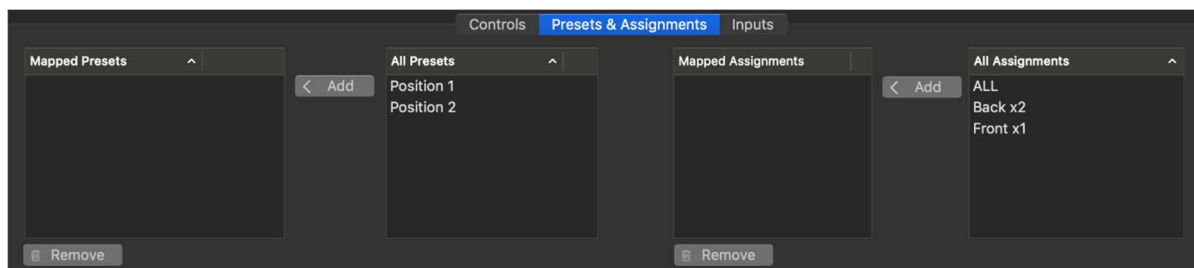 Controls Presets & Assignments Inputs
Mapped Presets All Presets Mapped Assignments All Assignments
Add Position 1 Add ALL
Position 2 Back x2
Front x1
Remove Remove